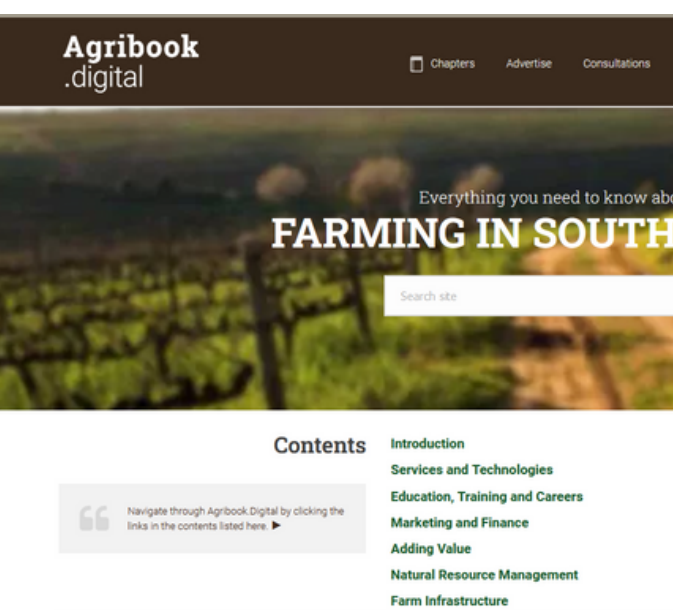 Agribook
.digital
Chapters Advertise Consultations
Everything you need to know
FARMING IN SOUTH
Search site
Contents
Navigate through Agribook.Digital by clicking the
links in the contents listed here.
Introduction
Services and Technologies
Education, Training and Careers
Marketing and Finance
Adding Value
Natural Resource Management
Farm Infrastructure